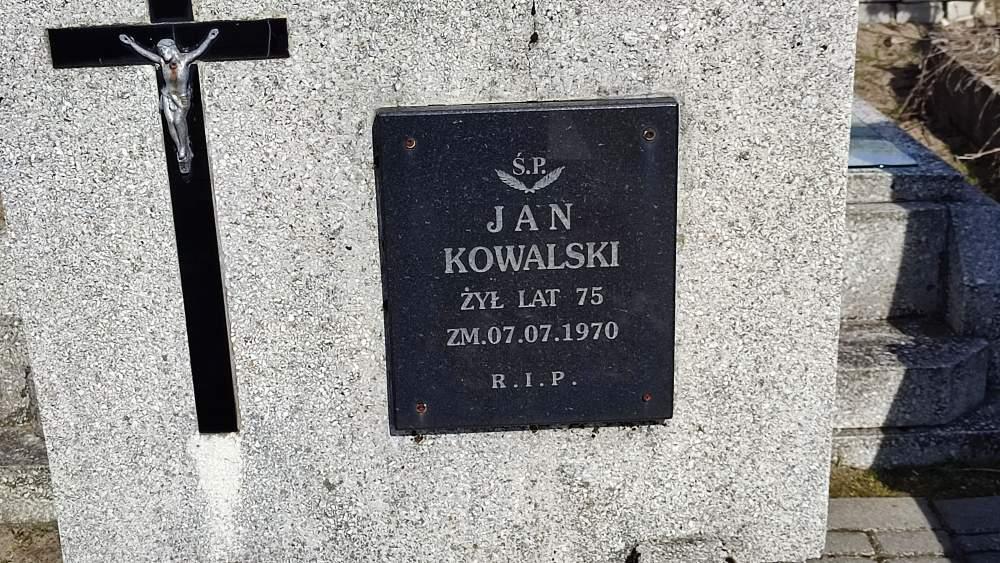 Ś.P.
JAN
KOWALSKI
ŻYŁ LAT 75
ZM.07.07.1970
R.I.P.